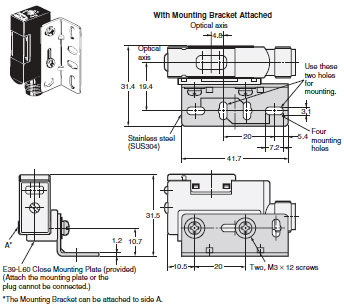 With Mounting Bracket Attached
Optical axis
4.8
Optical
axis
Use these
two holes
for
mounting.
31.4
19.4
3.1
Stainless steel
(SUS304)
20
5.4
Four
mounting
holes
7.2
41.7
31.5
A*
1.2
10.7
E39-L60 Close Mounting Plate (provided)
(Attach the mounting plate or the
plug cannot be connected.)
10.5
20
Two, M3 × 12 screws
*The Mounting Bracket can be attached to side A.